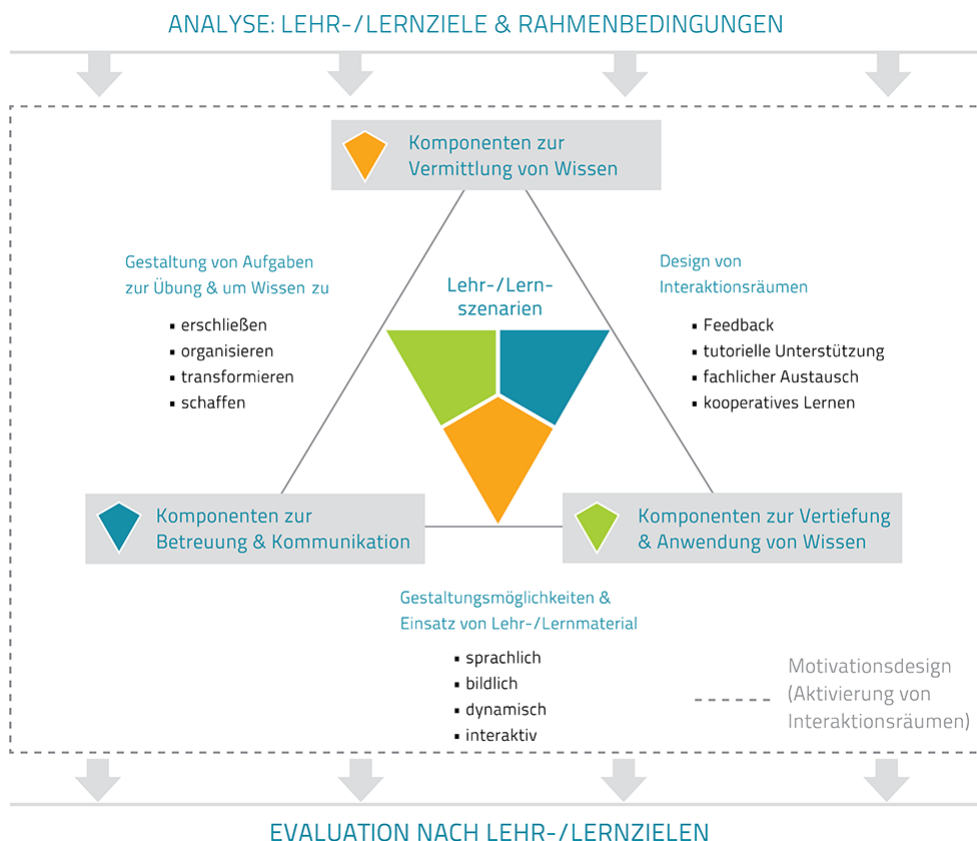 ANALYSE: LEHR-/LERNZIELE & RAHMENBEDINGUNGEN
Komponenten zur
Vermittlung von Wissen
Gestaltung von Aufgaben
zur Übung & um Wissen zu
▪ erschließen
▪ organisieren
▪ transformieren
▪ schaffen
Lehr-/Lern-
szenarien
Design von
Interaktionsräumen
▪ Feedback
▪ tutorielle Unterstützung
▪ fachlicher Austausch
▪ kooperatives Lernen
Komponenten zur
Betreuung & Kommunikation
Komponenten zur Vertiefung
& Anwendung von Wissen
Gestaltungsmöglichkeiten &
Einsatz von Lehr-/Lernmaterial
▪ sprachlich
▪ bildlich
▪ dynamisch
▪ interaktiv
Motivationsdesign
(Aktivierung von
Interaktionsräumen)
EVALUATION NACH LEHR-/LERNZIELEN